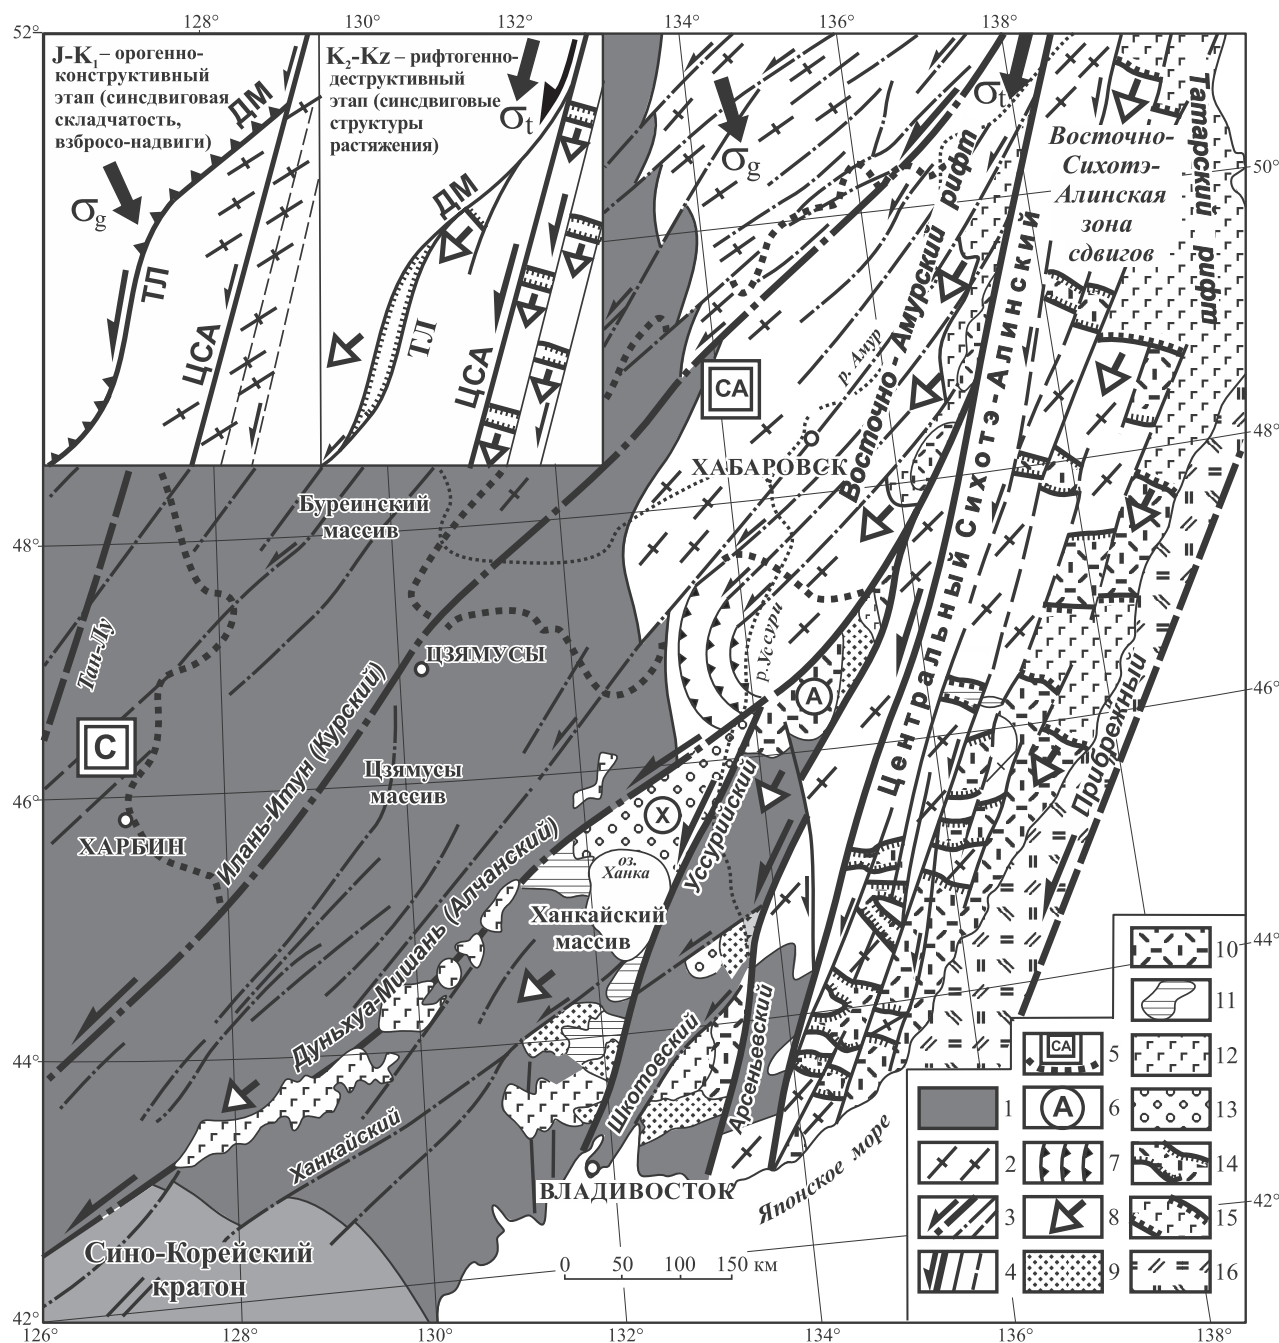 128°
130°
132°
134°
136°
138°
52°
50°
48°
46°
44°
42°
J-K₁ – орогенно-
конструктивный
этап (синсдвиговая
складчатость,
взбросо-надвиги)
σg
ДМ
ТЛ
ЦСА
K₂-Kz – рифтогенно-
деструктивный
этап (синсдвиговые
структуры
растяжения)
σt
ДМ
ТЛ
ЦСА
σg
σt
Восточно-
Сихотэ-
Алинская
зона
сдвигов
Татарский рифт
Восточно-Амурский рифт
Центральный Сихотэ-Алинский
р. Амур
СА
ХАБАРОВСК
Буреинский
массив
48°
Тан-Лу
ЦЗЯМУСЫ
р.Уссури
А
С
Илань-Итун (Курский)
Цзямусы
массив
Прибрежный
46°
ХАРБИН
Х
Уссурийский
оз.
Ханка
Дуньхуа-Мишань (Алчанский)
Ханкайский
массив
44°
Ханкайский
Шкотовский
Арсеньевский
ВЛАДИВОСТОК
Японское море
Сино-Корейский
кратон
0 50 100 150 км
10
11
СА
5
12
1
А
6
13
2
7
14
3
8
15
4
9
16
42°
126°
128°
130°
132°
134°
136°
138°